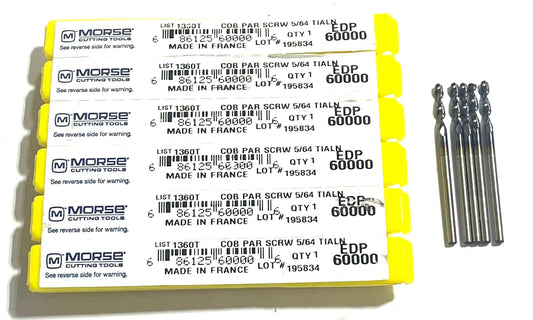 M MORSE
CUTTING TOOLS
See reverse side for warning.
LIST 1360T COB PAR SCRW 5/64 TIALN
6 86125 60000 6 QTY 1
MADE IN FRANCE LOT # 195834
EDP
60000
M MORSE
CUTTING TOOLS
See reverse side for warning.
LIST 1360T COB PAR SCRW 5/64 TIALN
6 86125 60000 6 QTY 1
MADE IN FRANCE LOT # 195834
EDP
60000
M MORSE
CUTTING TOOLS
See reverse side for warning.
LIST 1360T COB PAR SCRW 5/64 TIALN
6 86125 60000 6 QTY 1
MADE IN FRANCE LOT # 195834
EDP
60000
M MORSE
CUTTING TOOLS
See reverse side for warning.
LIST 1360T COB PAR SCRW 5/64 TIALN
6 86125 60000 6 QTY 1
MADE IN FRANCE LOT # 195834
EDP
60000
M MORSE
CUTTING TOOLS
See reverse side for warning.
LIST 1360T COB PAR SCRW 5/64 TIALN
6 86125 60000 6 QTY 1
MADE IN FRANCE LOT # 195834
EDP
60000
M MORSE
CUTTING TOOLS
See reverse side for warning.
LIST 1360T COB PAR SCRW 5/64 TIALN
6 86125 60000 6 QTY 1
MADE IN FRANCE LOT # 195834
EDP
60000